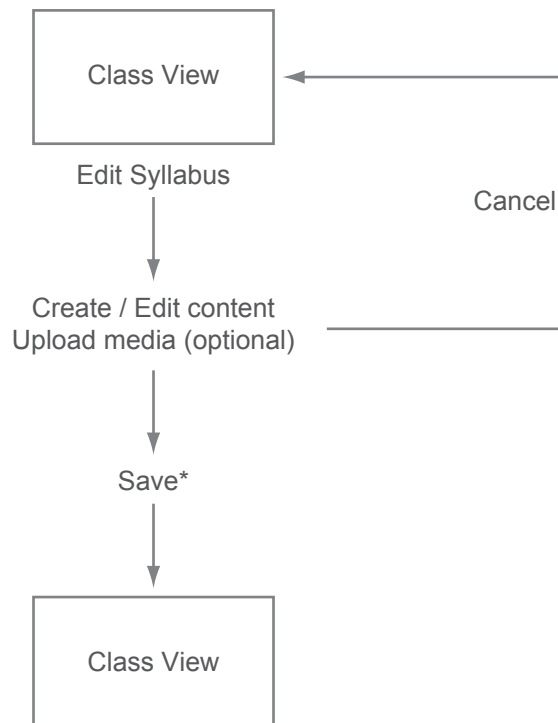 Class View
Edit Syllabus
Cancel
Create / Edit content
Upload media (optional)
Save*
Class View